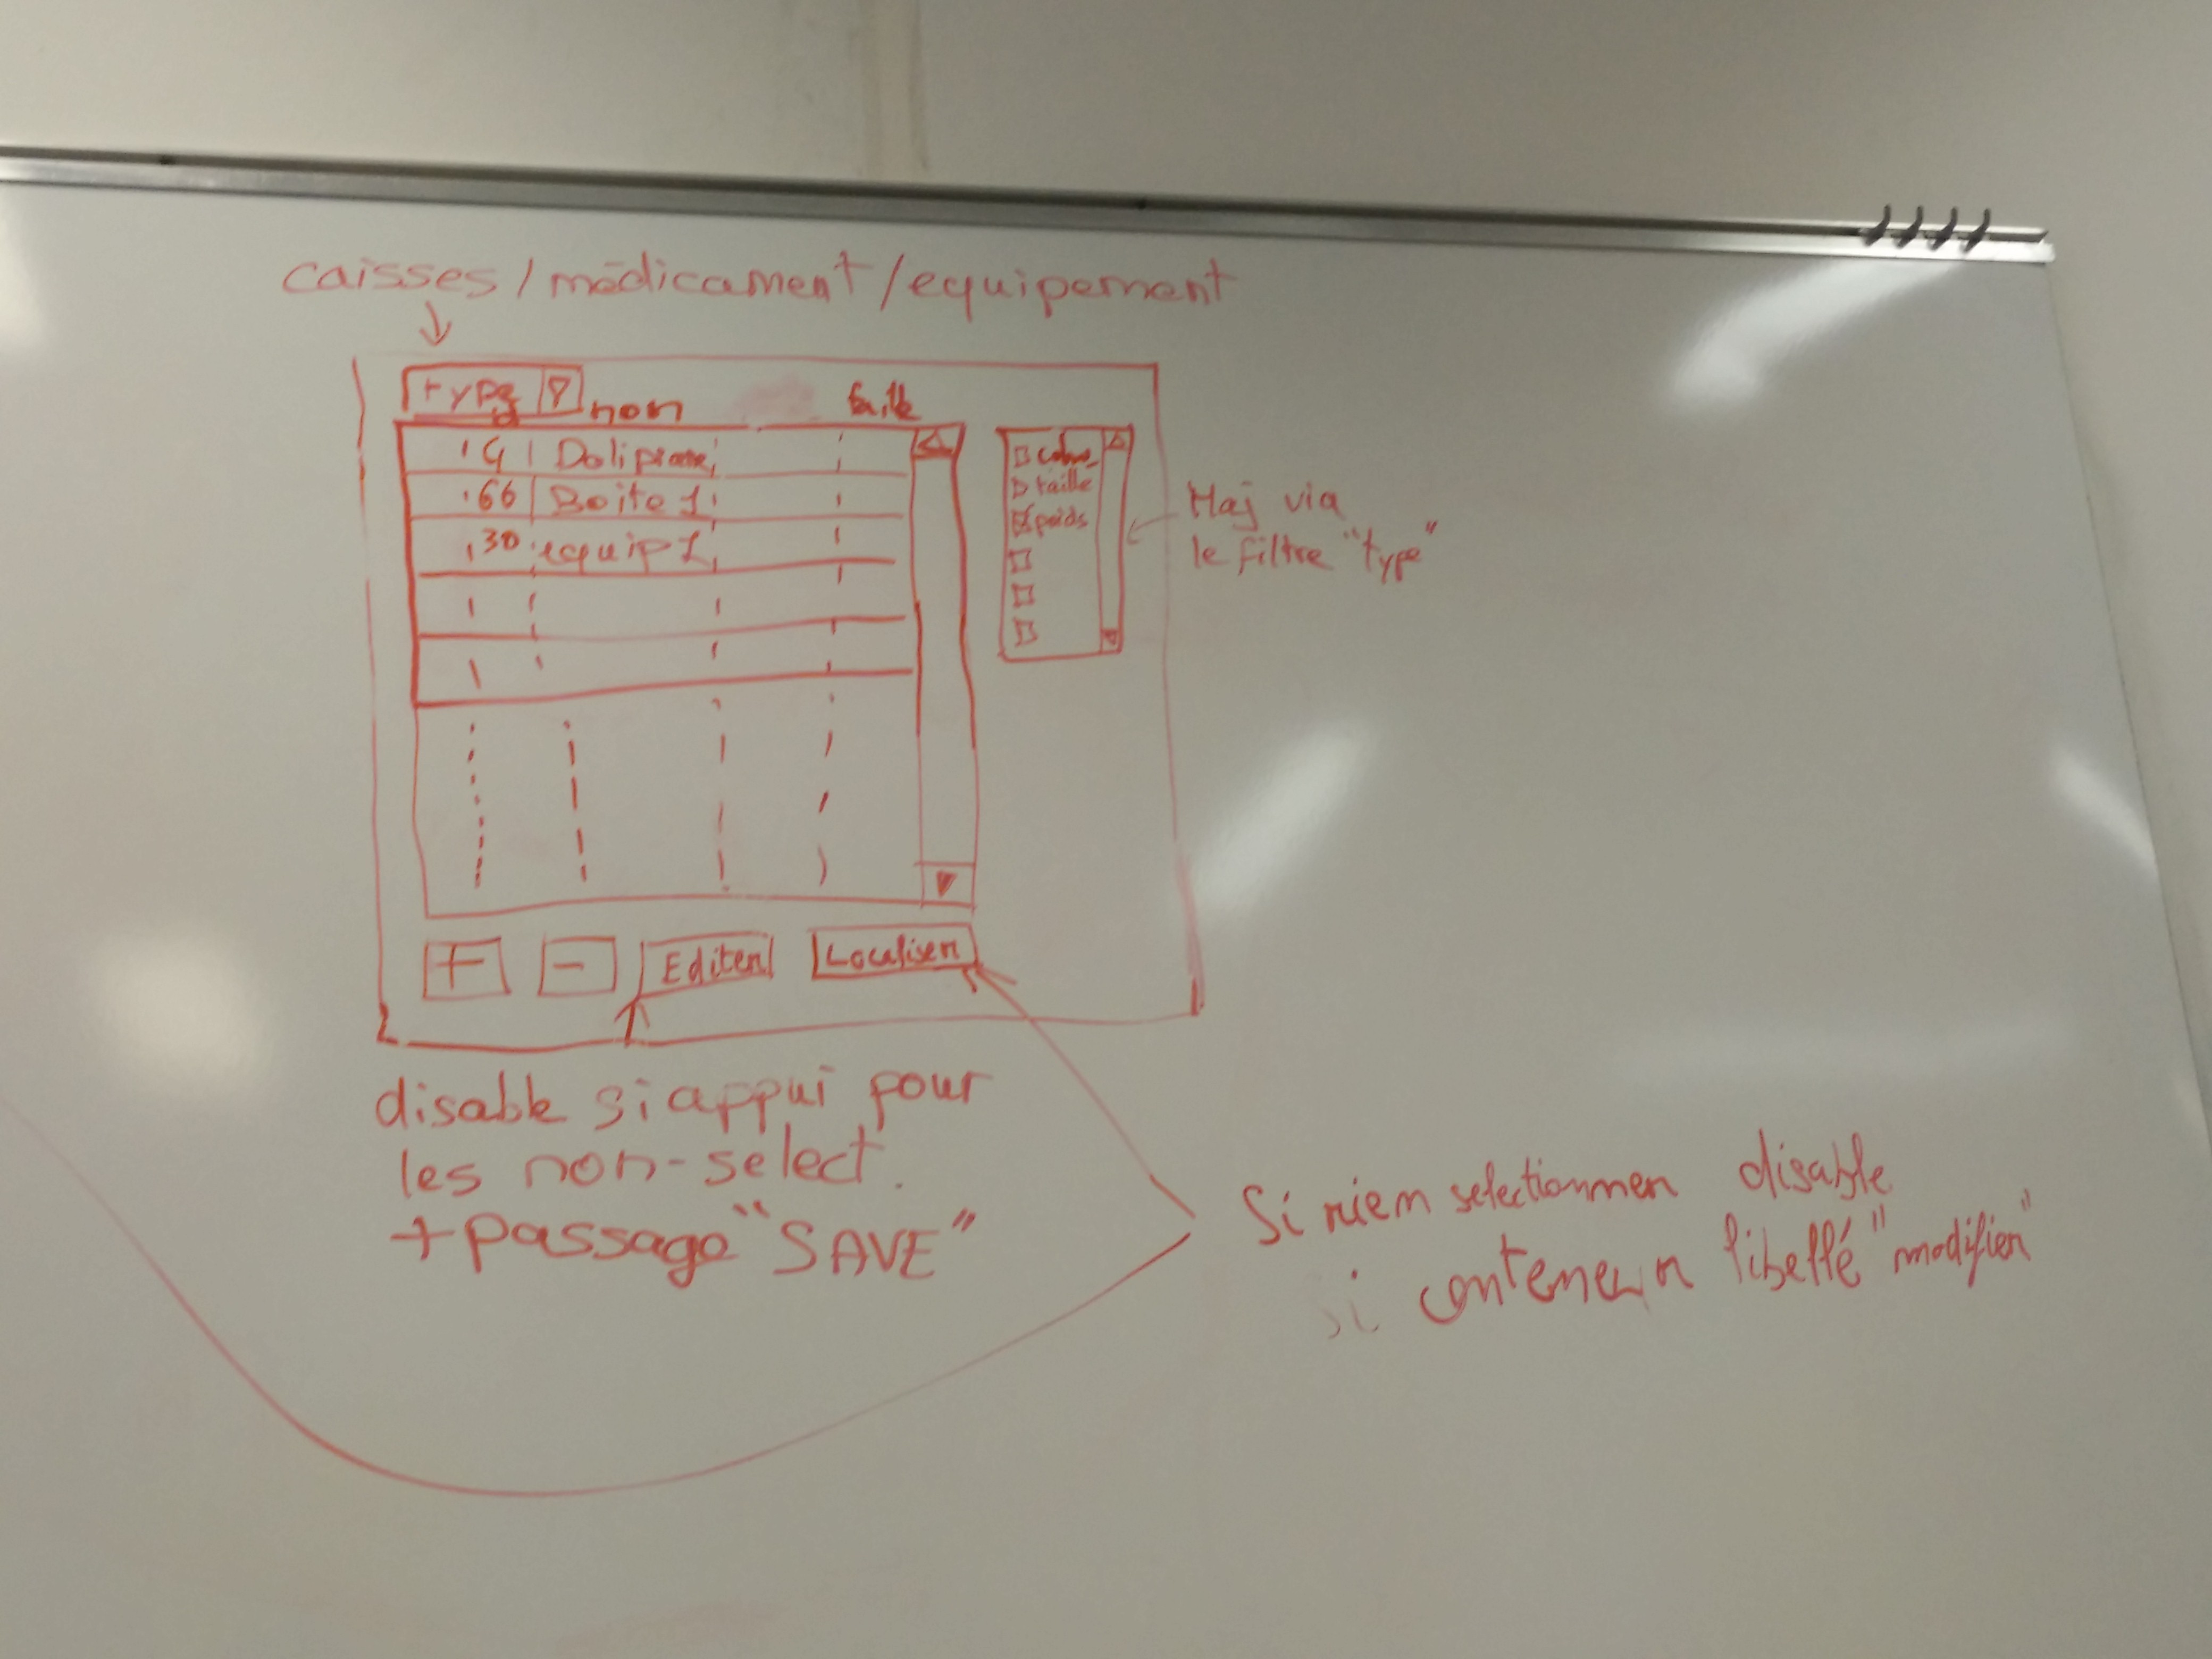 caisses / médicament / equipement
type
nom
taille
4 Doliprane
66 Boite 1
30 equip 1
taille
poids
Maj via
le filtre "type"
+
-
Editer
Localiser
disable si appui pour
les non-select.
+ passage "SAVE"
Si rien selectionner disable
si conteneur libellé "modifier"